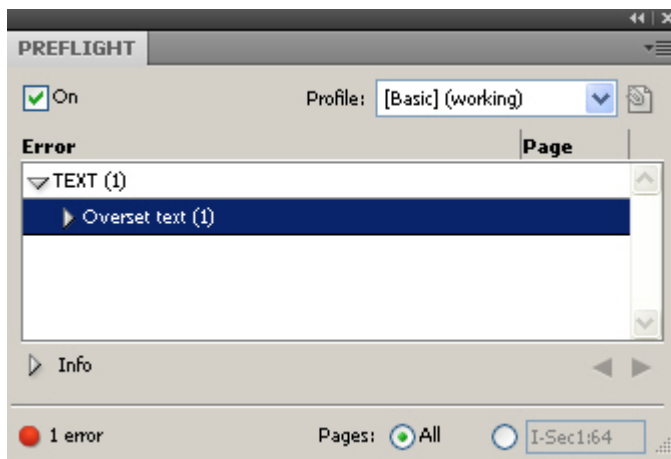 PREFLIGHT
On Profile: [Basic] (working)
Error Page
TEXT (1)
Overset text (1)
Info
1 error Pages: All I-Sec1:64